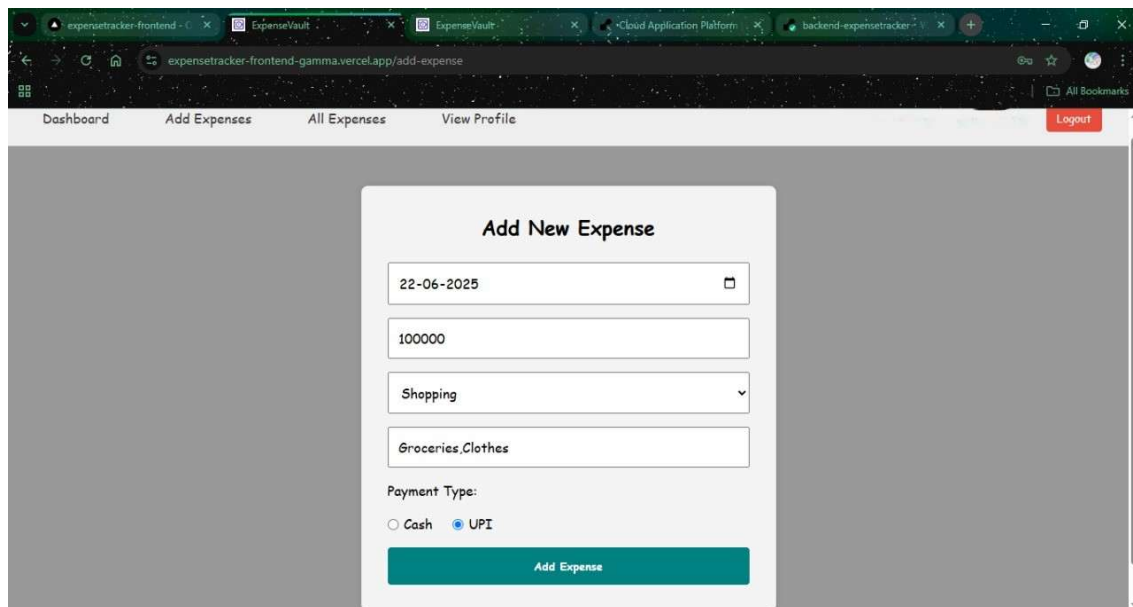 expensetracker-frontend - C ExpenseVault ExpenseVault Cloud Application Platform backend-expensetracker -
expensetracker-frontend-gamma.vercel.app/add-expense
All Bookmarks
Dashboard Add Expenses All Expenses View Profile Logout
Add New Expense
22-06-2025
100000
Shopping
Groceries,Clothes
Payment Type:
Cash UPI
Add Expense